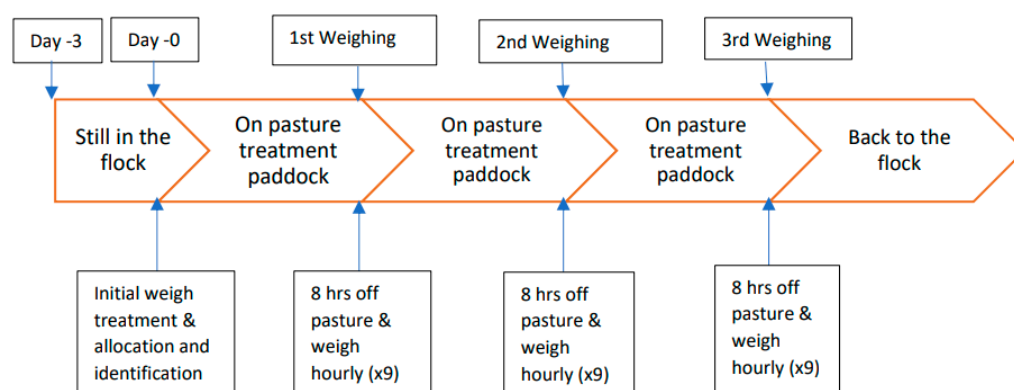 Day -3
Day -0
1st Weighing
2nd Weighing
3rd Weighing
Still in the
flock
On pasture
treatment
paddock
On pasture
treatment
paddock
On pasture
treatment
paddock
Back to the
flock
Initial weigh
treatment &
allocation and
identification
8 hrs off
pasture &
weigh
hourly (x9)
8 hrs off
pasture &
weigh
hourly (x9)
8 hrs off
pasture &
weigh
hourly (x9)